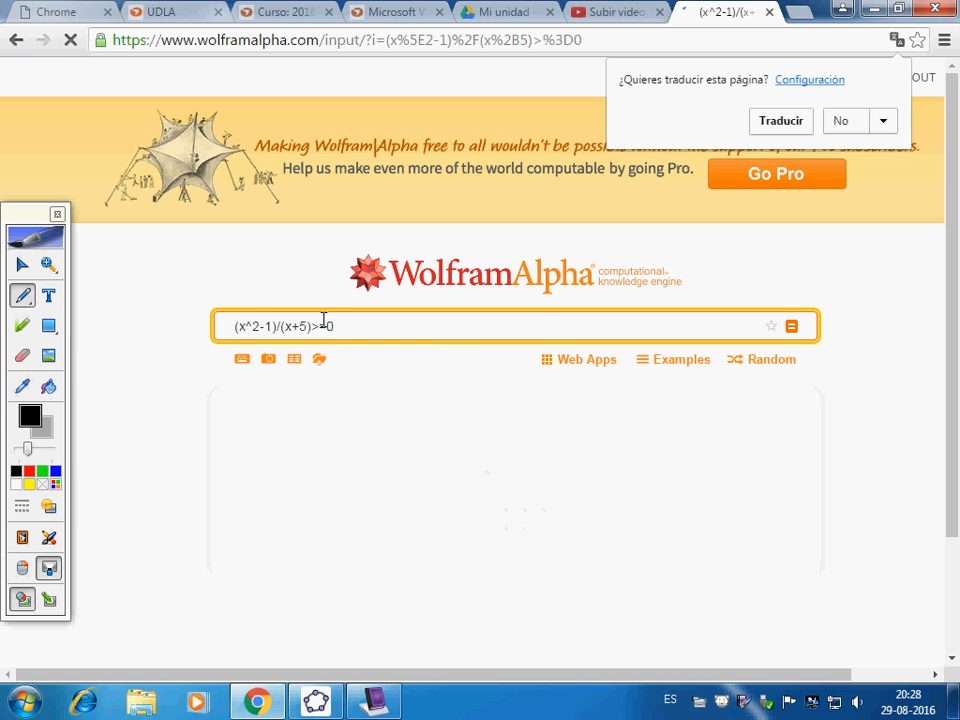 Chrome
UDLA
Curso: 2016
Microsoft V
Mi unidad -
Subir video
(x^2-1)/(x+
https://www.wolframalpha.com/input/?i=(x%5E2-1)%2F(x%2B5)>%3D0
¿Quieres traducir esta página? Configuración
OUT
Traducir
No
Making Wolfram|Alpha free to all wouldn't be possi
Help us make even more of the world computable by going Pro.
Go Pro
WolframAlpha computational knowledge engine
(x^2-1)/(x+5)>=0
Web Apps
Examples
Random
T
ES
20:28
29-08-2016